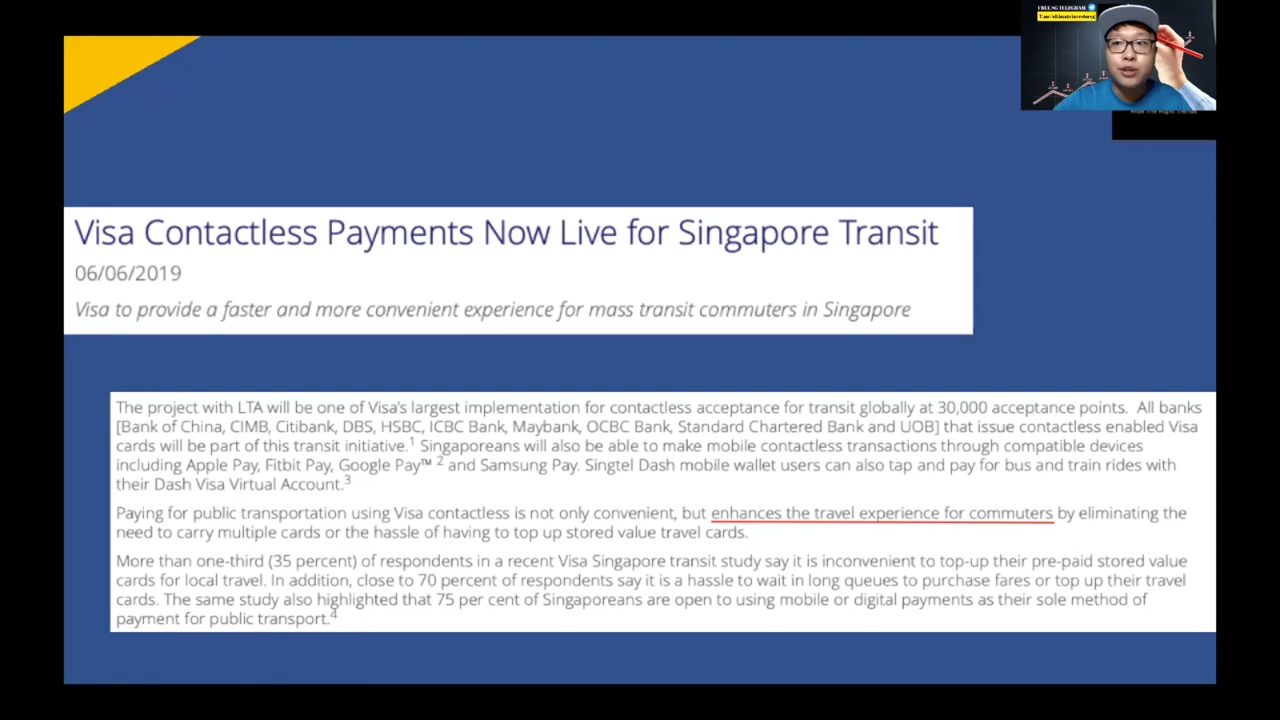 FREE SG TELEGRAM
Visa Contactless Payments Now Live for Singapore Transit
06/06/2019
Visa to provide a faster and more convenient experience for mass transit commuters in Singapore
The project with LTA will be one of Visa's largest implementation for contactless acceptance for transit globally at 30,000 acceptance points. All banks
[Bank of China, CIMB, Citibank, DBS, HSBC, ICBC Bank, Maybank, OCBC Bank, Standard Chartered Bank and UOB] that issue contactless enabled Visa
cards will be part of this transit initiative.1 Singaporeans will also be able to make mobile contactless transactions through compatible devices
including Apple Pay, Fitbit Pay, Google Pay™ 2 and Samsung Pay. Singtel Dash mobile wallet users can also tap and pay for bus and train rides with
their Dash Visa Virtual Account.3
Paying for public transportation using Visa contactless is not only convenient, but enhances the travel experience for commuters by eliminating the
need to carry multiple cards or the hassle of having to top up stored value travel cards.
More than one-third (35 percent) of respondents in a recent Visa Singapore transit study say it is inconvenient to top-up their pre-paid stored value
cards for local travel. In addition, close to 70 percent of respondents say it is a hassle to wait in long queues to purchase fares or top up their travel
cards. The same study also highlighted that 75 per cent of Singaporeans are open to using mobile or digital payments as their sole method of
payment for public transport.4